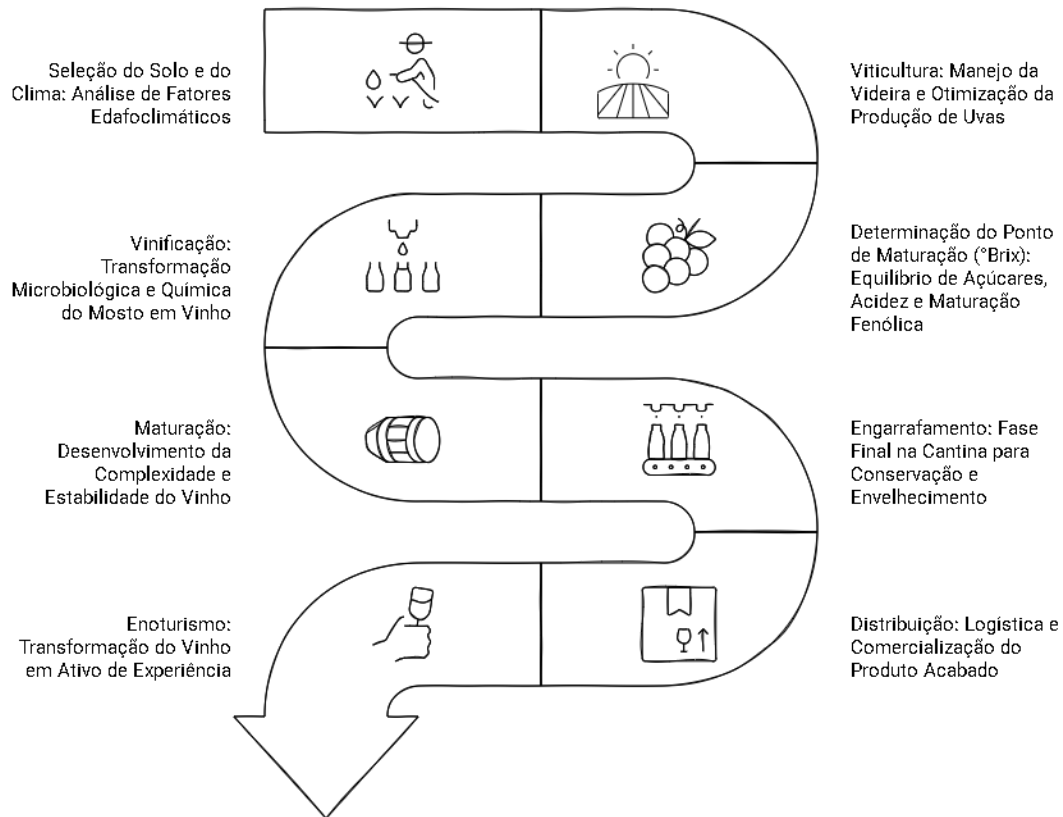 Seleção do Solo e do
Clima: Análise de Fatores
Edafoclimáticos
Viticultura: Manejo da
Videira e Otimização da
Produção de Uvas
Determinação do Ponto
de Maturação (°Brix):
Equilíbrio de Açúcares,
Acidez e Maturação
Fenólica
Vinificação:
Transformação
Microbiológica e Química
do Mosto em Vinho
Maturação:
Desenvolvimento da
Complexidade e
Estabilidade do Vinho
Engarrafamento: Fase
Final na Cantina para
Conservação e
Envelhecimento
Distribuição: Logística e
Comercialização do
Produto Acabado
Enoturismo:
Transformação do Vinho
em Ativo de Experiência